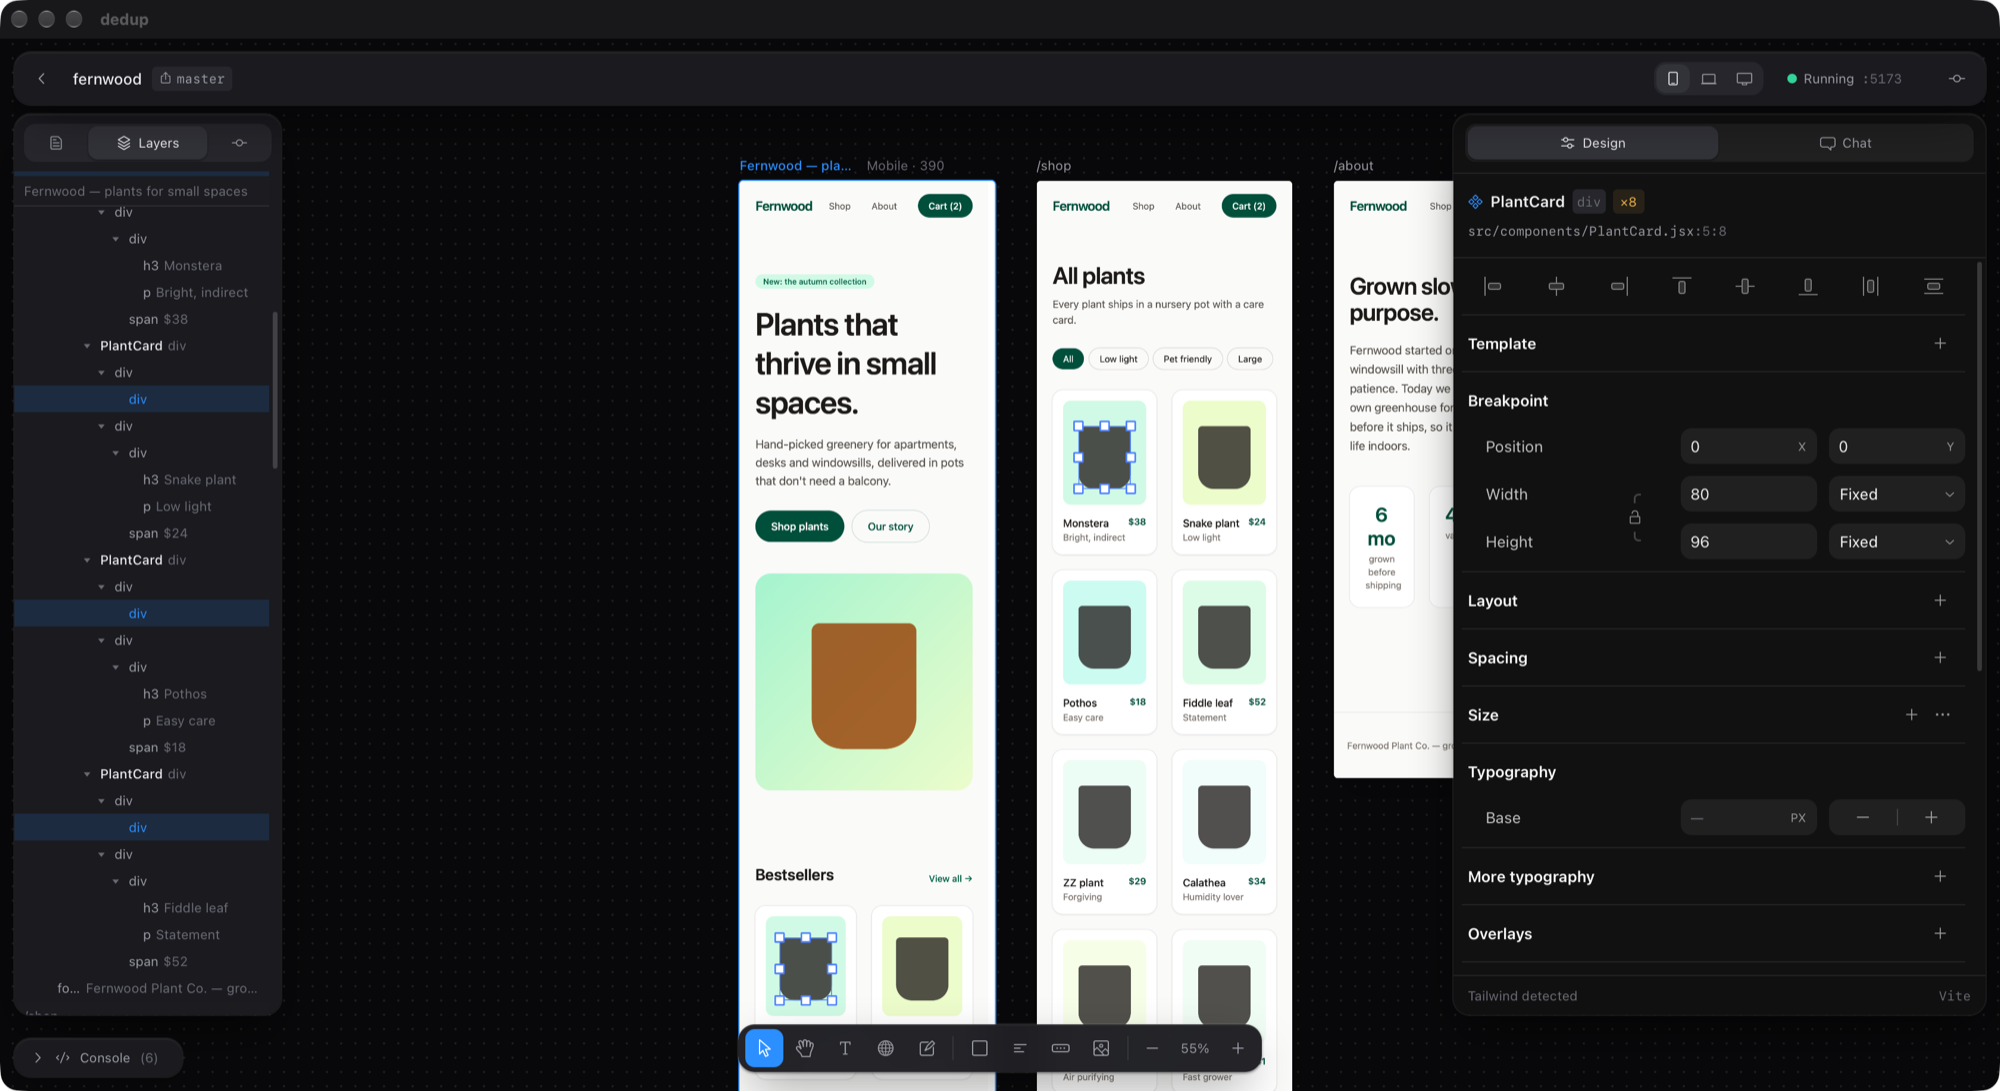 dedup
fernwood
master
Running :5173
Layers
Fernwood — plants for small spaces
div
div
h3 Monstera
p Bright, indirect
span $38
PlantCard div
div
div
div
div
h3 Snake plant
p Low light
span $24
PlantCard div
div
div
div
div
h3 Pothos
p Easy care
span $18
PlantCard div
div
div
div
div
h3 Fiddle leaf
p Statement
span $52
fo... Fernwood Plant Co. — gro...
Console (6)
Fernwood — pla... Mobile · 390
Fernwood Shop About Cart (2)
New: the autumn collection
Plants that
thrive in small
spaces.
Hand-picked greenery for apartments,
desks and windowsills, delivered in pots
that don't need a balcony.
Shop plants Our story
Bestsellers View all →
/shop
Fernwood Shop About Cart (2)
All plants
Every plant ships in a nursery pot with a care
card.
All Low light Pet friendly Large
Monstera $38 Snake plant $24
Bright, indirect Low light
Pothos $18 Fiddle leaf $52
Easy care Statement
ZZ plant $29 Calathea $34
Forgiving Humidity lover
Air purifying Fast grower
/about
Fernwood Shop
Grown slo
purpose.
Fernwood started o
windowsill with thre
patience. Today we
own greenhouse for
before it ships, so it
life indoors.
6
mo
grown
before
shipping
Fernwood Plant Co. — gro
55%
Design Chat
PlantCard div ×8
src/components/PlantCard.jsx:5:8
Template
Breakpoint
Position 0 X 0 Y
Width 80 Fixed
Height 96 Fixed
Layout
Spacing
Size
Typography
Base — PX
More typography
Overlays
Tailwind detected Vite